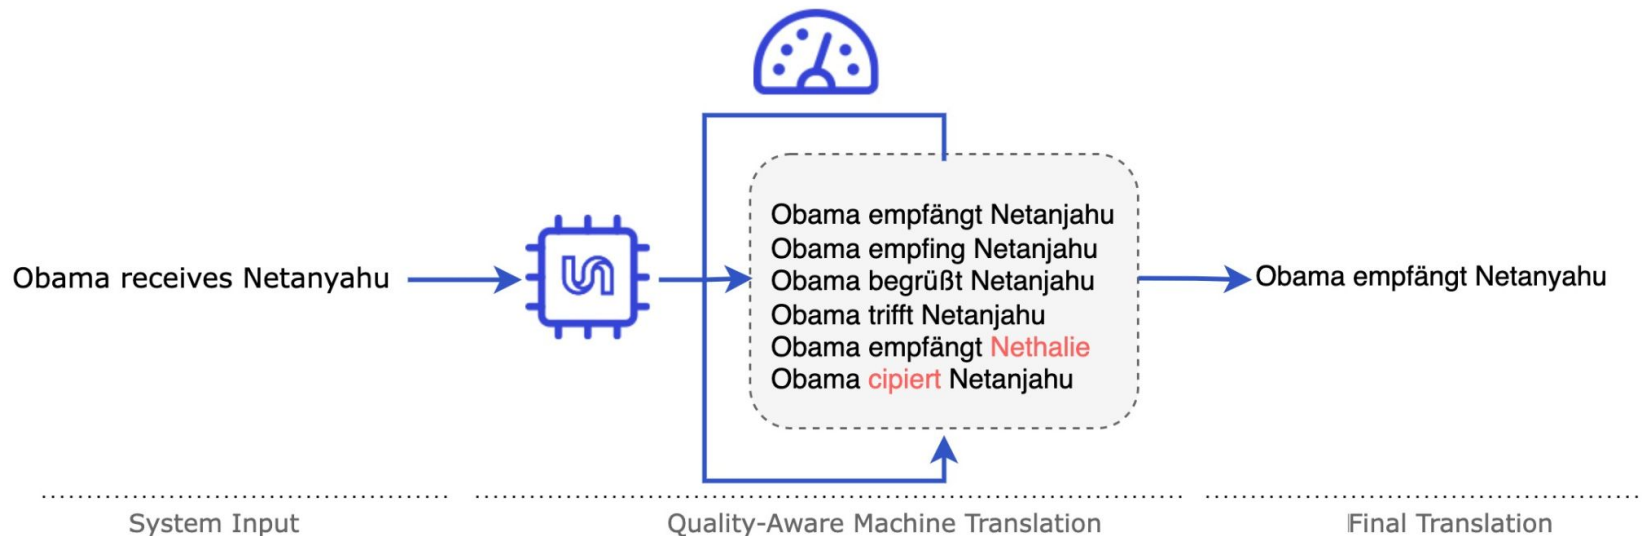 Obama receives Netanyahu
Obama empfängt Netanjahu
Obama empfing Netanjahu
Obama begrüßt Netanjahu
Obama trifft Netanjahu
Obama empfängt Nethalie
Obama cipiert Netanjahu
Obama empfängt Netanyahu
System Input
Quality-Aware Machine Translation
Final Translation